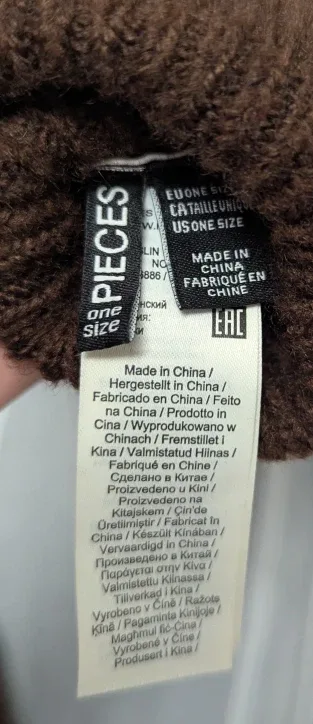 PIECES
one
size
EU ONE
CA TAILLE UNIQUE
US ONE SIZE
MADE IN
CHINA
FABRIQUÉ EN
CHINE
EAC
Made in China /
Hergestellt in China /
Fabricado en China / Feito
na China / Prodotto in
Cina / Wyprodukowano w
Chinach / Fremstillet i
Kina / Valmistatud Hiinas /
Fabriqué en Chine /
Сделано в Китае /
Proizvedeno u Kini /
Proizvedeno na
Kitajskem / Çin'de
Üretilmiştir / Fabricat în
China / Készült Kínában /
Vervaardigd in China /
Произведено в Китай /
Παράγεται στην Κίνα /
Valmistettu Kiinassa /
Tillverkad i Kina /
Vyrobeno v Číně / Ražots
Ķīnā / Pagaminta Kinijoje /
Magħmul fiċ-Ċina /
Vyrobené v Číne /
Produsert i Kina /